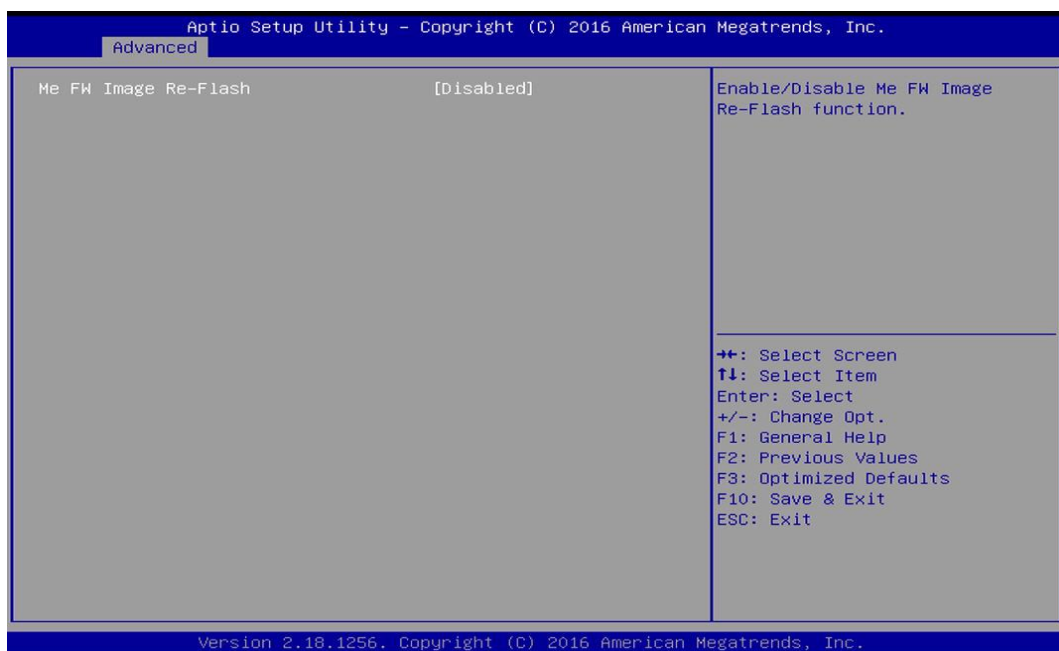 Aptio Setup Utility – Copyright (C) 2016 American Megatrends, Inc.
Advanced
Me FW Image Re-Flash [Disabled]
Enable/Disable Me FW Image
Re-Flash function.
→←: Select Screen
↑↓: Select Item
Enter: Select
+/-: Change Opt.
F1: General Help
F2: Previous Values
F3: Optimized Defaults
F10: Save & Exit
ESC: Exit
Version 2.18.1256. Copyright (C) 2016 American Megatrends, Inc.